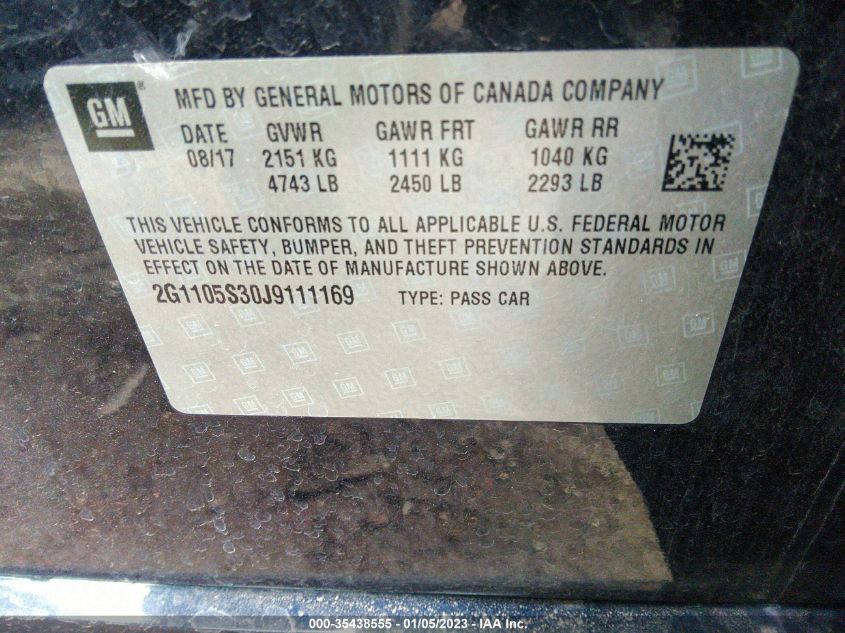 GM ®
MFD BY GENERAL MOTORS OF CANADA COMPANY
DATE GVWR GAWR FRT GAWR RR
08/17 2151 KG 1111 KG 1040 KG
4743 LB 2450 LB 2293 LB
THIS VEHICLE CONFORMS TO ALL APPLICABLE U.S. FEDERAL MOTOR
VEHICLE SAFETY, BUMPER, AND THEFT PREVENTION STANDARDS IN
EFFECT ON THE DATE OF MANUFACTURE SHOWN ABOVE.
2G1105S30J9111169 TYPE: PASS CAR
000-35438555 - 01/05/2023 - IAA Inc.